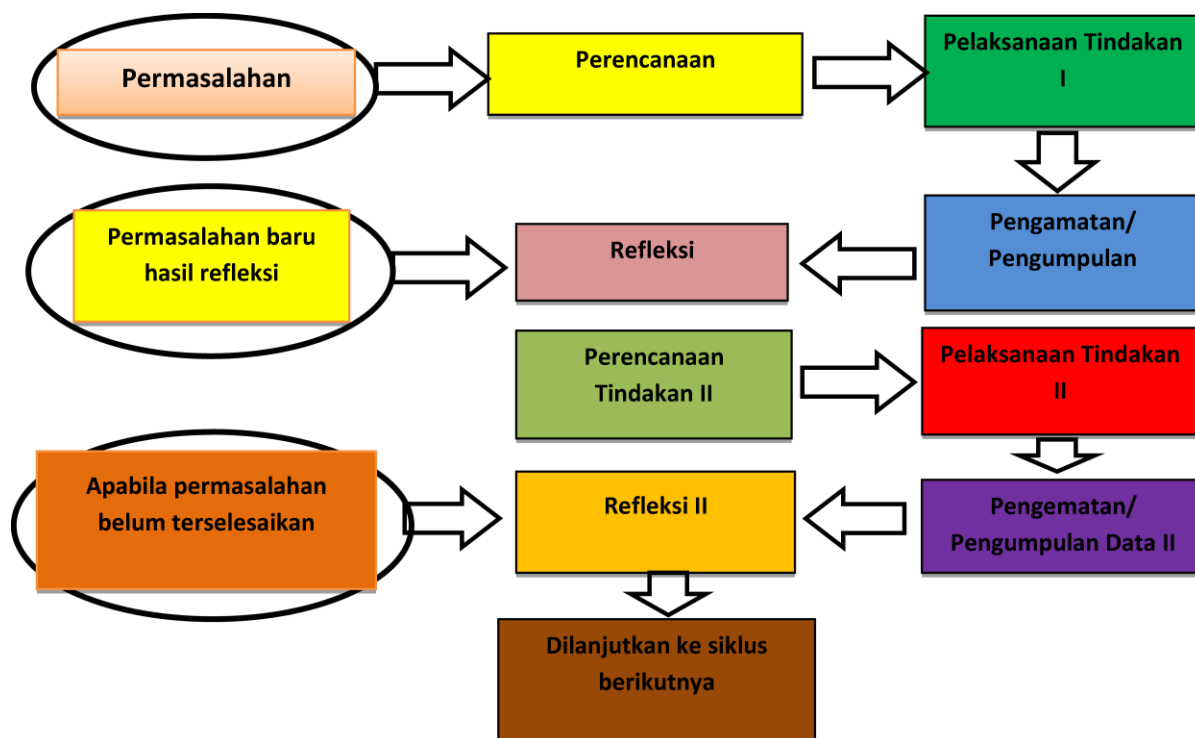 Permasalahan
Perencanaan
Pelaksanaan Tindakan
I
Permasalahan baru
hasil refleksi
Refleksi
Pengamatan/
Pengumpulan
Perencanaan
Tindakan II
Pelaksanaan Tindakan
II
Apabila permasalahan
belum terselesaikan
Refleksi II
Pengematan/
Pengumpulan Data II
Dilanjutkan ke siklus
berikutnya